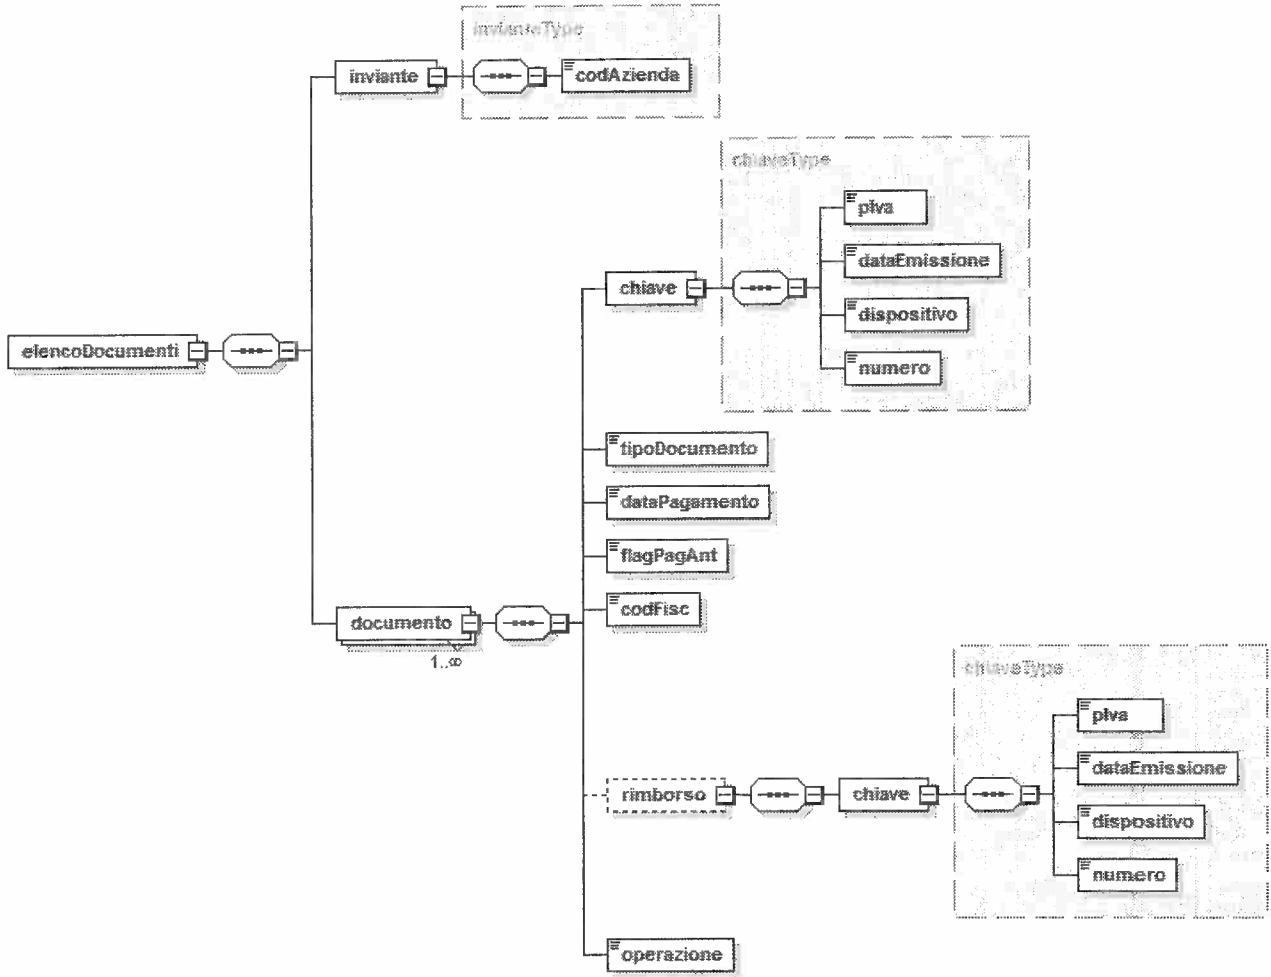 inviante
invianteType
codAzienda
elencoDocumenti
chiave
chiaveType
pIva
dataEmissione
dispositivo
numero
tipoDocumento
dataPagamento
flagPagAnt
codFisc
documento
1..∞
rimborso
chiave
chiaveType
pIva
dataEmissione
dispositivo
numero
operazione